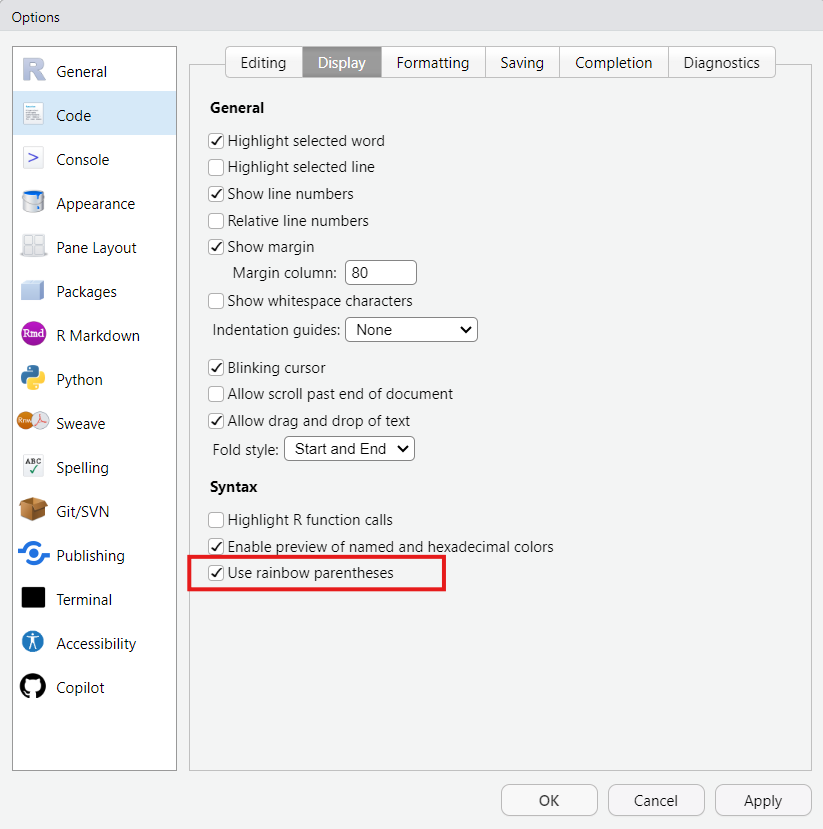 Options
General
Code
Console
Appearance
Pane Layout
Packages
Rmd R Markdown
Python
Rnw Sweave
ABC Spelling
Git/SVN
Publishing
Terminal
Accessibility
Copilot
Editing Display Formatting Saving Completion Diagnostics
General
Highlight selected word
Highlight selected line
Show line numbers
Relative line numbers
Show margin
Margin column: 80
Show whitespace characters
Indentation guides: None
Blinking cursor
Allow scroll past end of document
Allow drag and drop of text
Fold style: Start and End
Syntax
Highlight R function calls
Enable preview of named and hexadecimal colors
Use rainbow parentheses
OK Cancel Apply